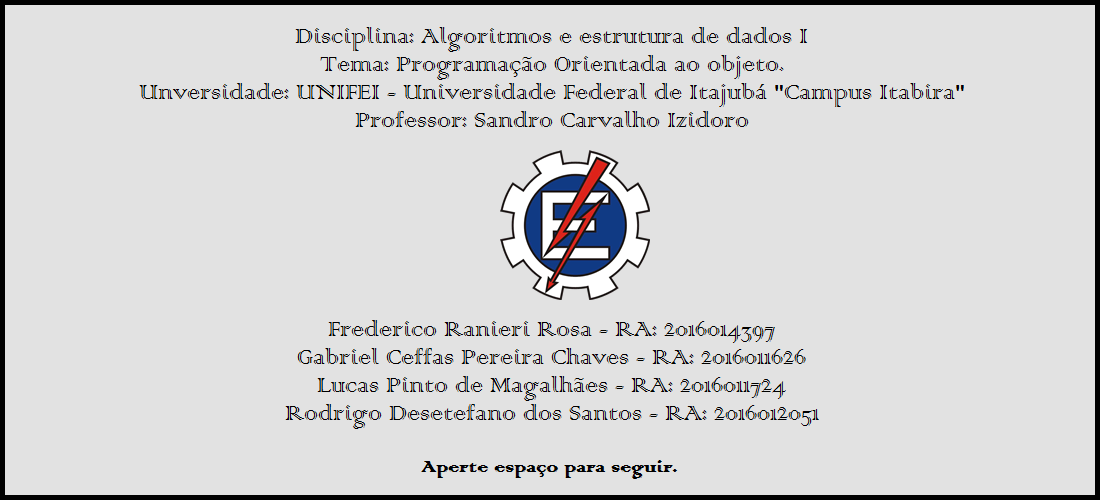 Disciplina: Algoritmos e estrutura de dados I
Tema: Programação Orientada ao objeto.
Unversidade: UNIFEI - Universidade Federal de Itajubá "Campus Itabira"
Professor: Sandro Carvalho Izidoro
E
Frederico Ranieri Rosa - RA: 2016014397
Gabriel Ceffas Pereira Chaves - RA: 2016011626
Lucas Pinto de Magalhães - RA: 2016011724
Rodrigo Desetefano dos Santos - RA: 2016012051
Aperte espaço para seguir.